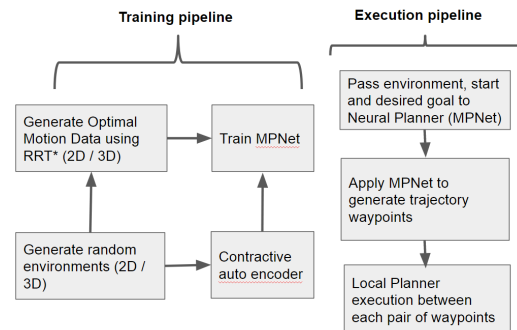 Training pipeline
Generate Optimal
Motion Data using
RRT* (2D / 3D)
Train MPNet
Generate random
environments (2D /
3D)
Contractive
auto encoder
Execution pipeline
Pass environment, start
and desired goal to
Neural Planner (MPNet)
Apply MPNet to
generate trajectory
waypoints
Local Planner
execution between
each pair of waypoints